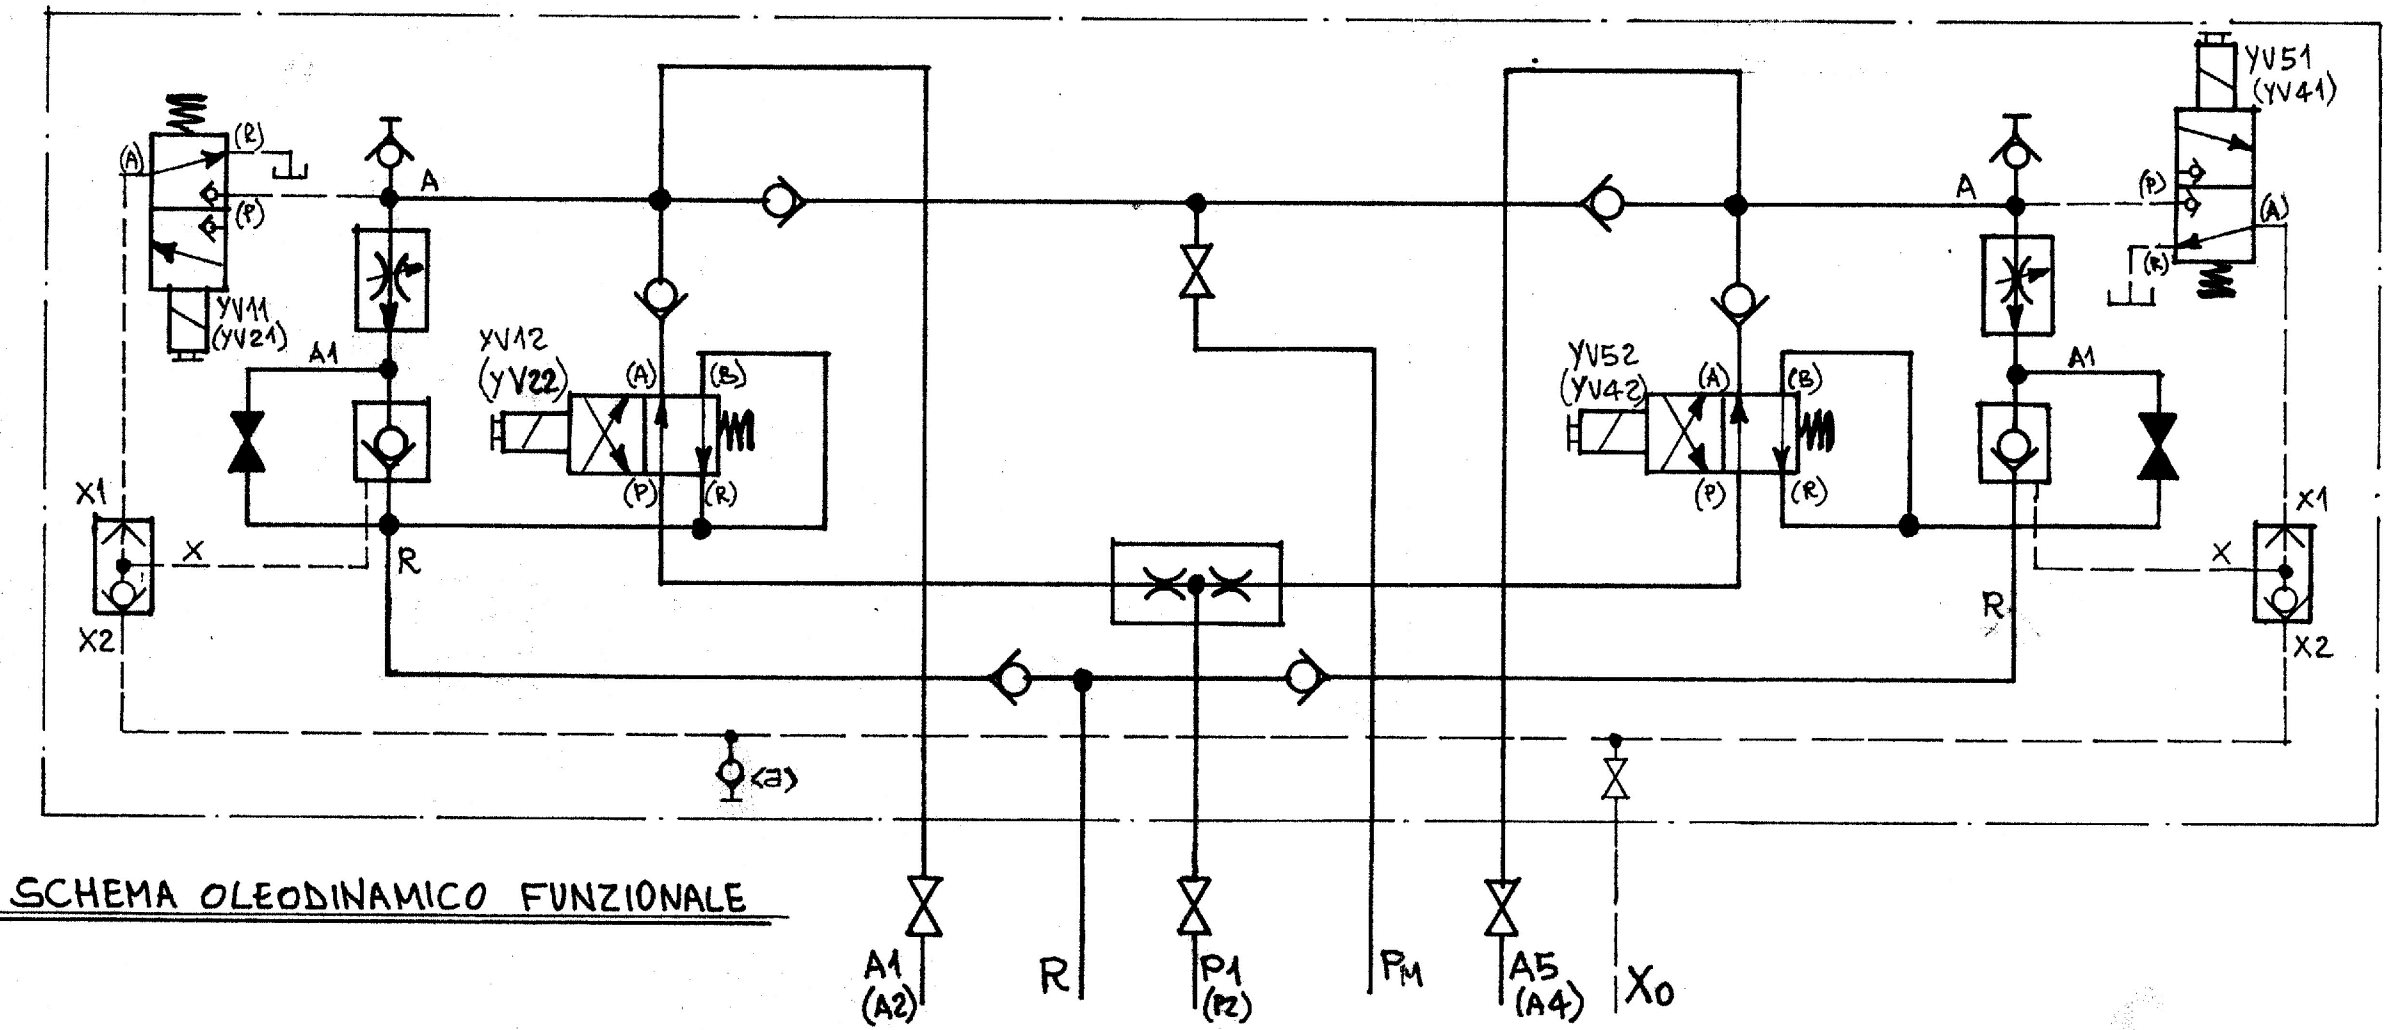 YV51
(YV41)
(A)
(R)
(P)
YV11
(YV21)
A
A
(P)
(A)
(R)
A1
YV12
(YV22)
(A)
(B)
(P)
(R)
YV52
(YV42)
(A)
(B)
(P)
(R)
A1
X1
X
X2
R
X1
X
X2
R
(a)
SCHEMA OLEODINAMICO FUNZIONALE
A1
(A2)
R
P1
(P2)
PM
A5
(A4)
X0